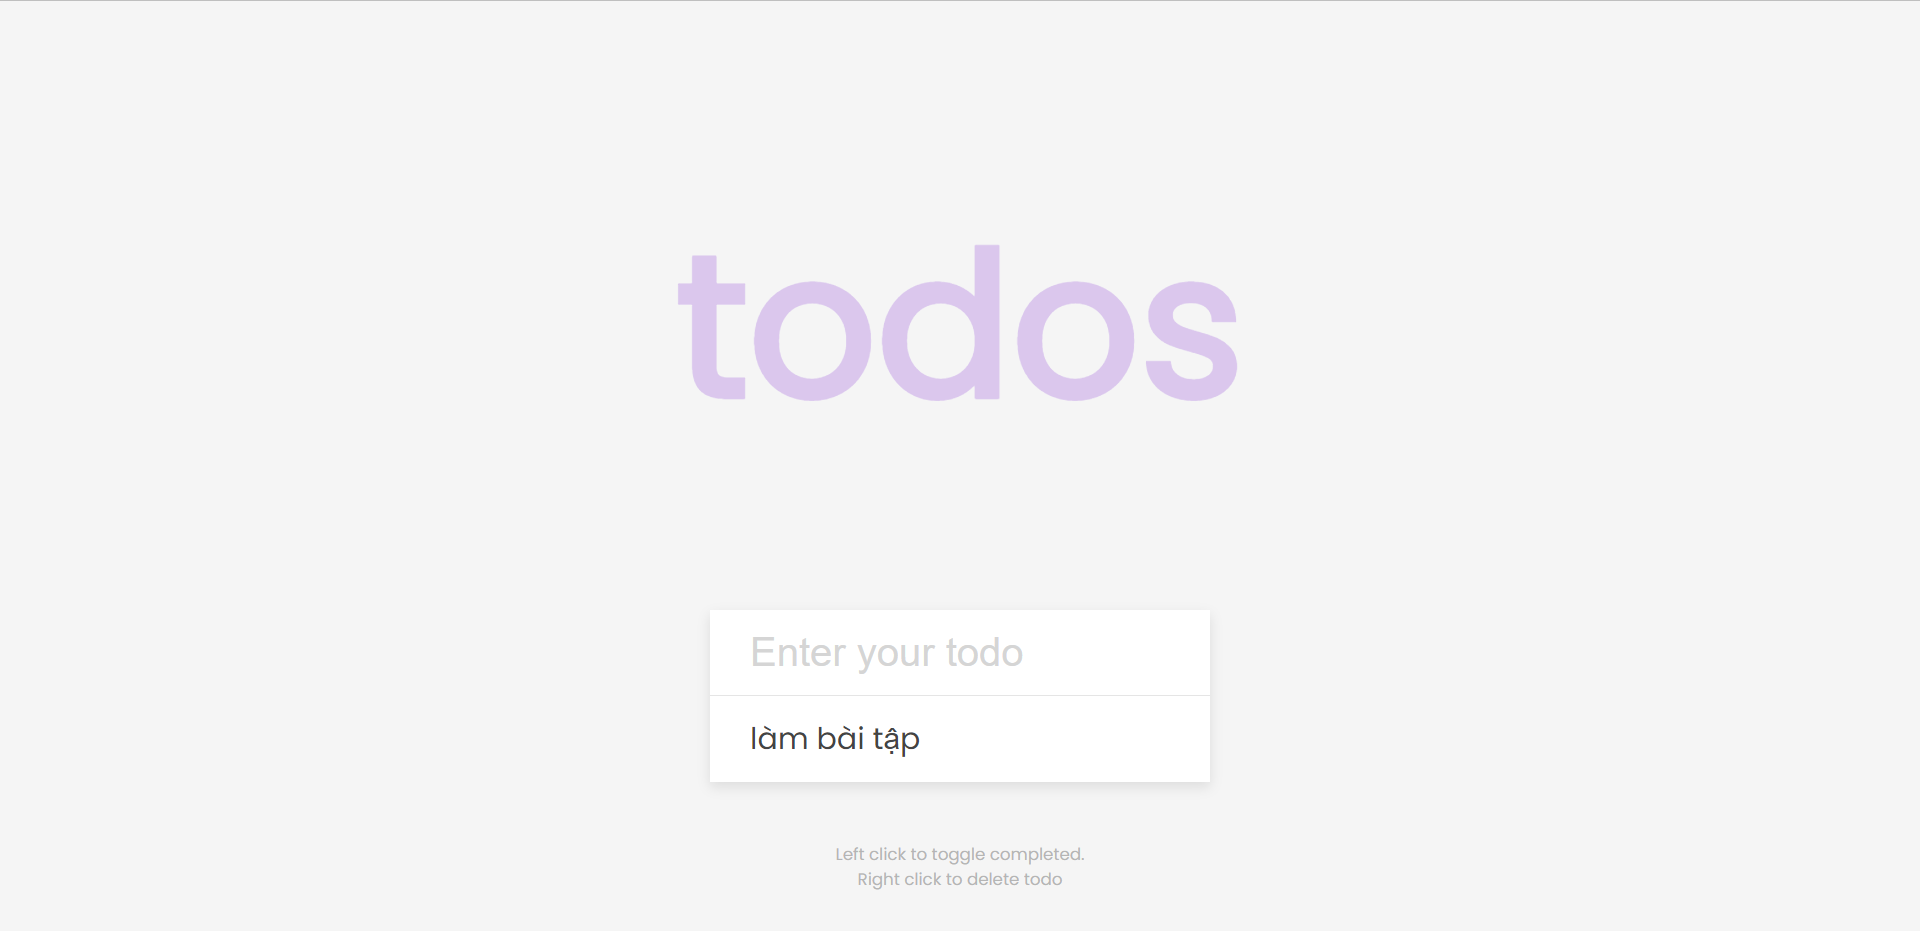 todos
Enter your todo
làm bài tập
Left click to toggle completed.
Right click to delete todo